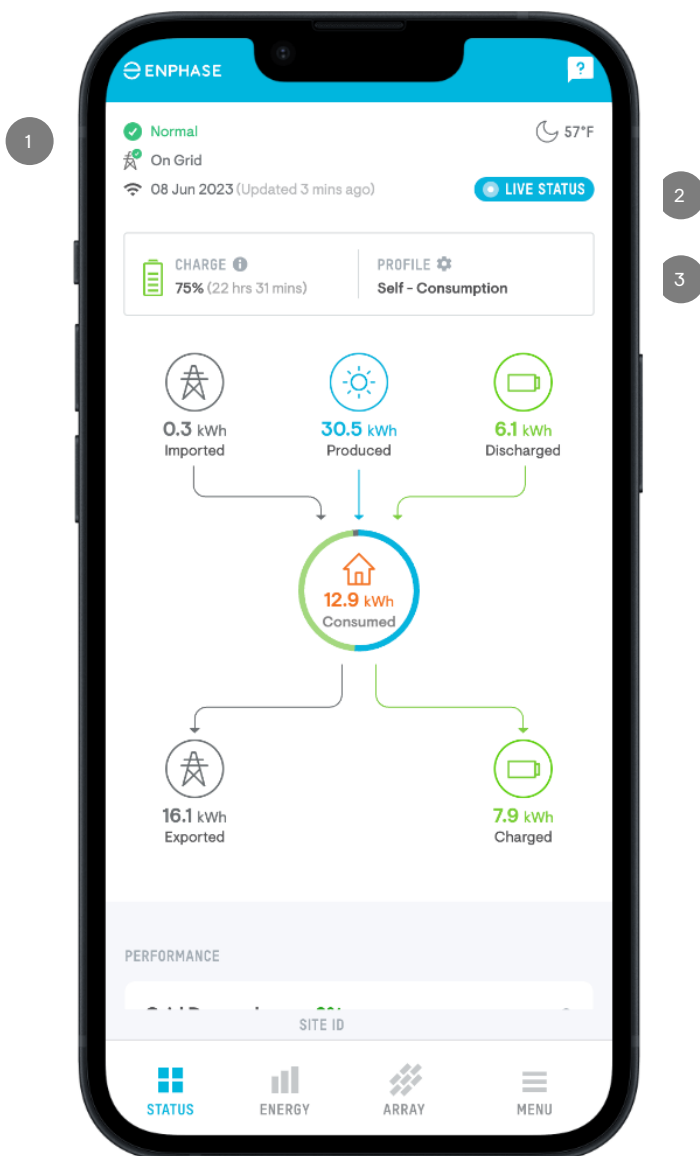 ENPHASE
?
1
Normal
57°F
On Grid
08 Jun 2023 (Updated 3 mins ago)
LIVE STATUS
2
CHARGE
PROFILE
75% (22 hrs 31 mins)
Self - Consumption
3
0.3 kWh
Imported
30.5 kWh
Produced
6.1 kWh
Discharged
12.9 kWh
Consumed
16.1 kWh
Exported
7.9 kWh
Charged
PERFORMANCE
SITE ID
STATUS
ENERGY
ARRAY
MENU